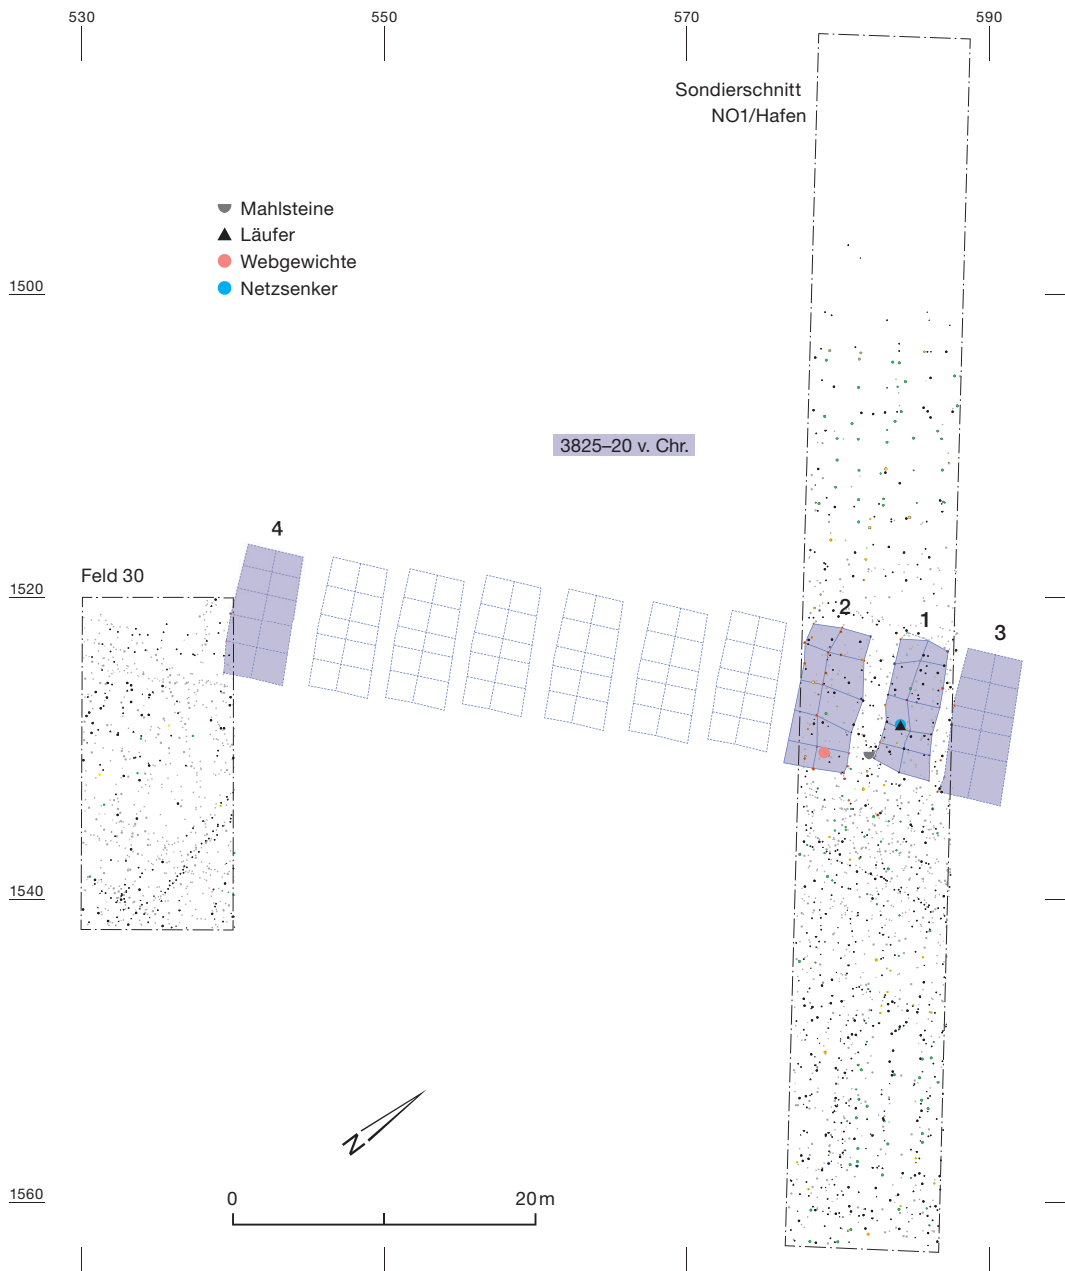 530 550 570 590
Sondierschnitt
NO1/Hafen
Mahlsteine
Läufer
Webgewichte
Netzsenker
1500
3825–20 v. Chr.
4
Feld 30
1520
2
1
3
1540
N
1560
0 20 m